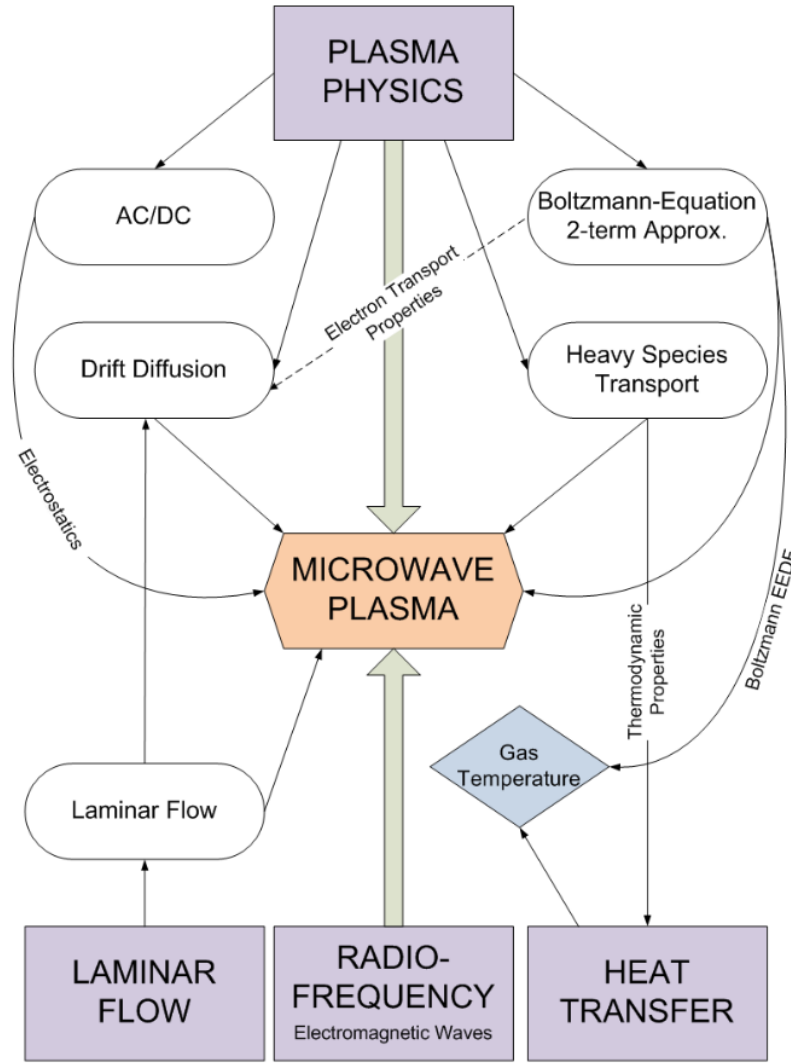 PLASMA
PHYSICS
AC/DC
Boltzmann-Equation
2-term Approx.
Electron Transport
Properties
Drift Diffusion
Heavy Species
Transport
Electrostatics
MICROWAVE
PLASMA
Boltzmann EEDF
Thermodynamic
Properties
Gas
Temperature
Laminar Flow
LAMINAR
FLOW
RADIO-
FREQUENCY
Electromagnetic Waves
HEAT
TRANSFER